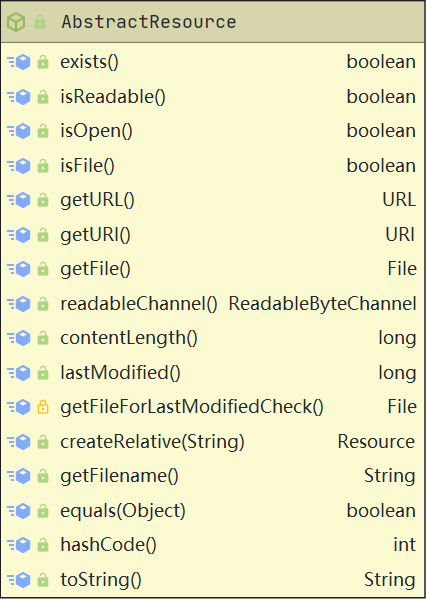 AbstractResource
exists() boolean
isReadable() boolean
isOpen() boolean
isFile() boolean
getURL() URL
getURI() URI
getFile() File
readableChannel() ReadableByteChannel
contentLength() long
lastModified() long
getFileForLastModifiedCheck() File
createRelative(String) Resource
getFilename() String
equals(Object) boolean
hashCode() int
toString() String